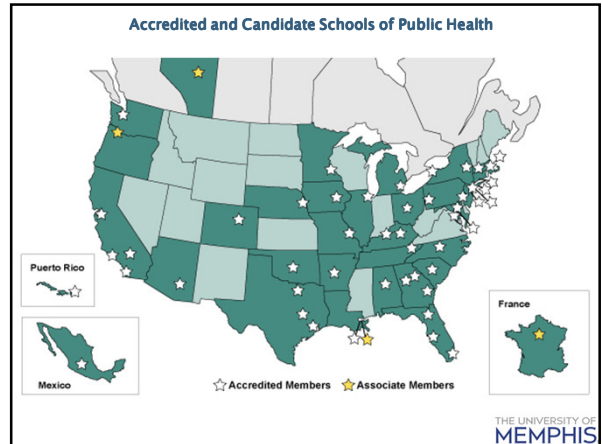 Accredited and Candidate Schools of Public Health
Puerto Rico
Mexico
France
Accredited Members
Associate Members
THE UNIVERSITY OF
MEMPHIS